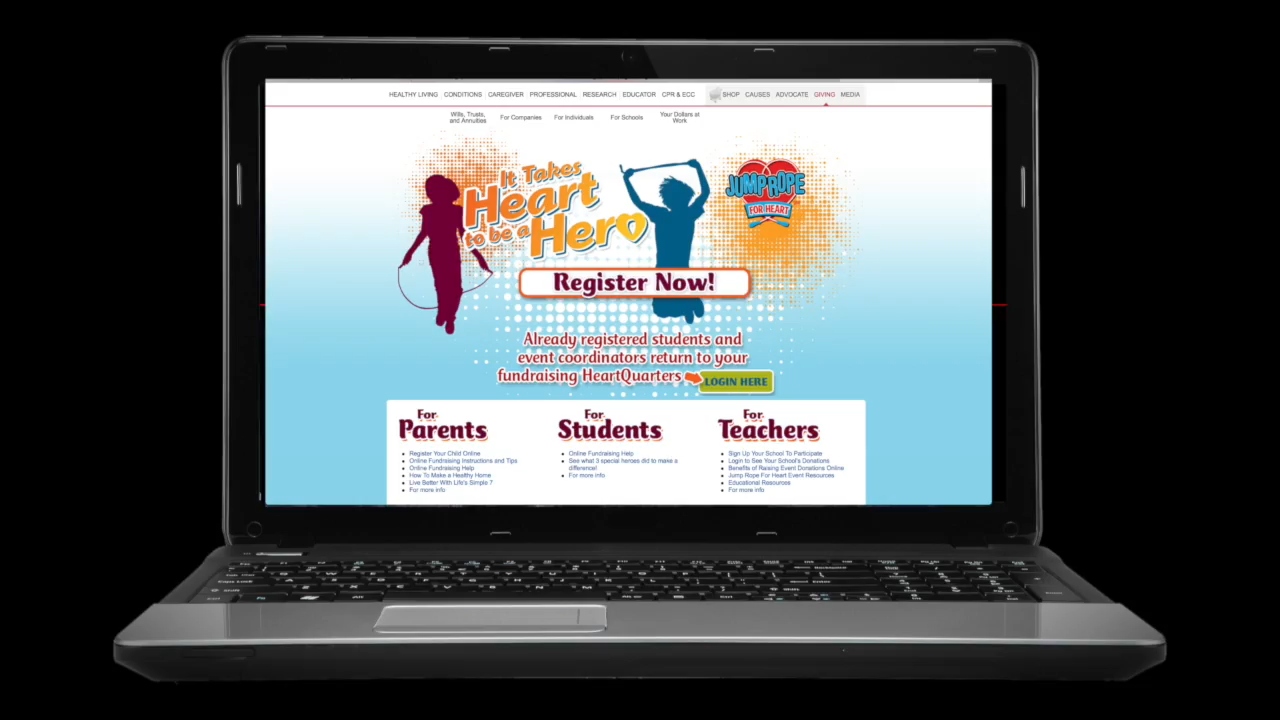 HEALTHY LIVING CONDITIONS CAREGIVER PROFESSIONAL RESEARCH EDUCATOR CPR & ECC SHOP CAUSES ADVOCATE GIVING MEDIA
Wills, Trusts, and Annuities
For Companies
For Individuals
For Schools
Your Dollars at Work
It Takes
Heart
to be a
Hero
JUMP ROPE
FOR HEART
Register Now!
Already registered students and
event coordinators return to your
fundraising HeartQuarters
LOGIN HERE
For
Parents
Register Your Child Online
Online Fundraising Instructions and Tips
Online Fundraising Help
How To Make a Healthy Home
Live Better With Life's Simple 7
For more info
For
Students
Online Fundraising Help
See what 3 special heroes did to make a
difference!
For more info
For
Teachers
Sign Up Your School To Participate
Login to See Your School's Donations
Benefits of Raising Event Donations Online
Jump Rope For Heart Event Resources
Educational Resources
For more info